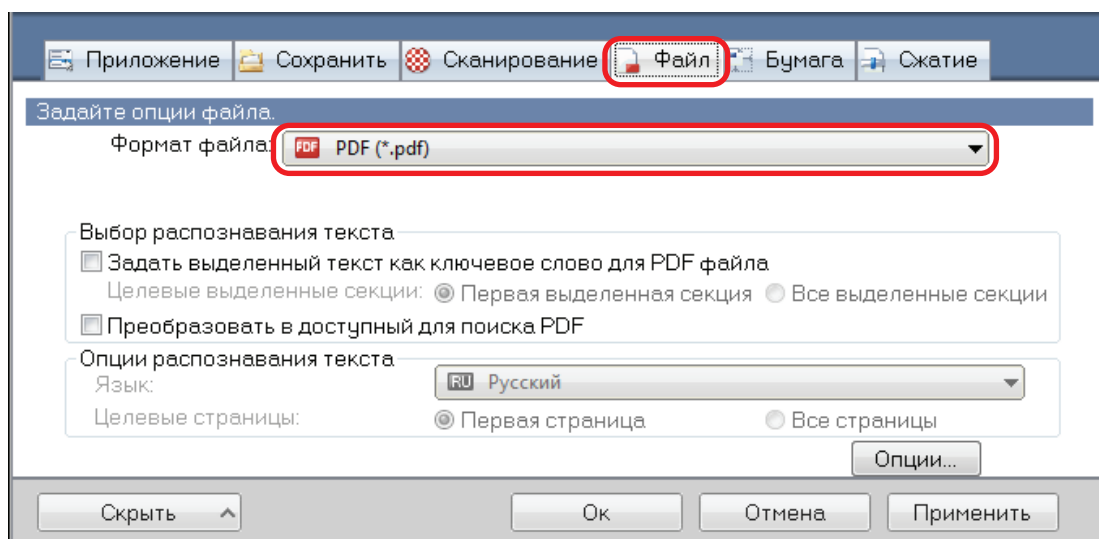 Приложение Сохранить Сканирование Файл Бумага Сжатие
Задайте опции файла.
Формат файла: PDF PDF (*.pdf)
Выбор распознавания текста
Задать выделенный текст как ключевое слово для PDF файла
Целевые выделенные секции: Первая выделенная секция Все выделенные секции
Преобразовать в доступный для поиска PDF
Опции распознавания текста
Язык: RU Русский
Целевые страницы: Первая страница Все страницы
Опции...
Скрыть Ок Отмена Применить